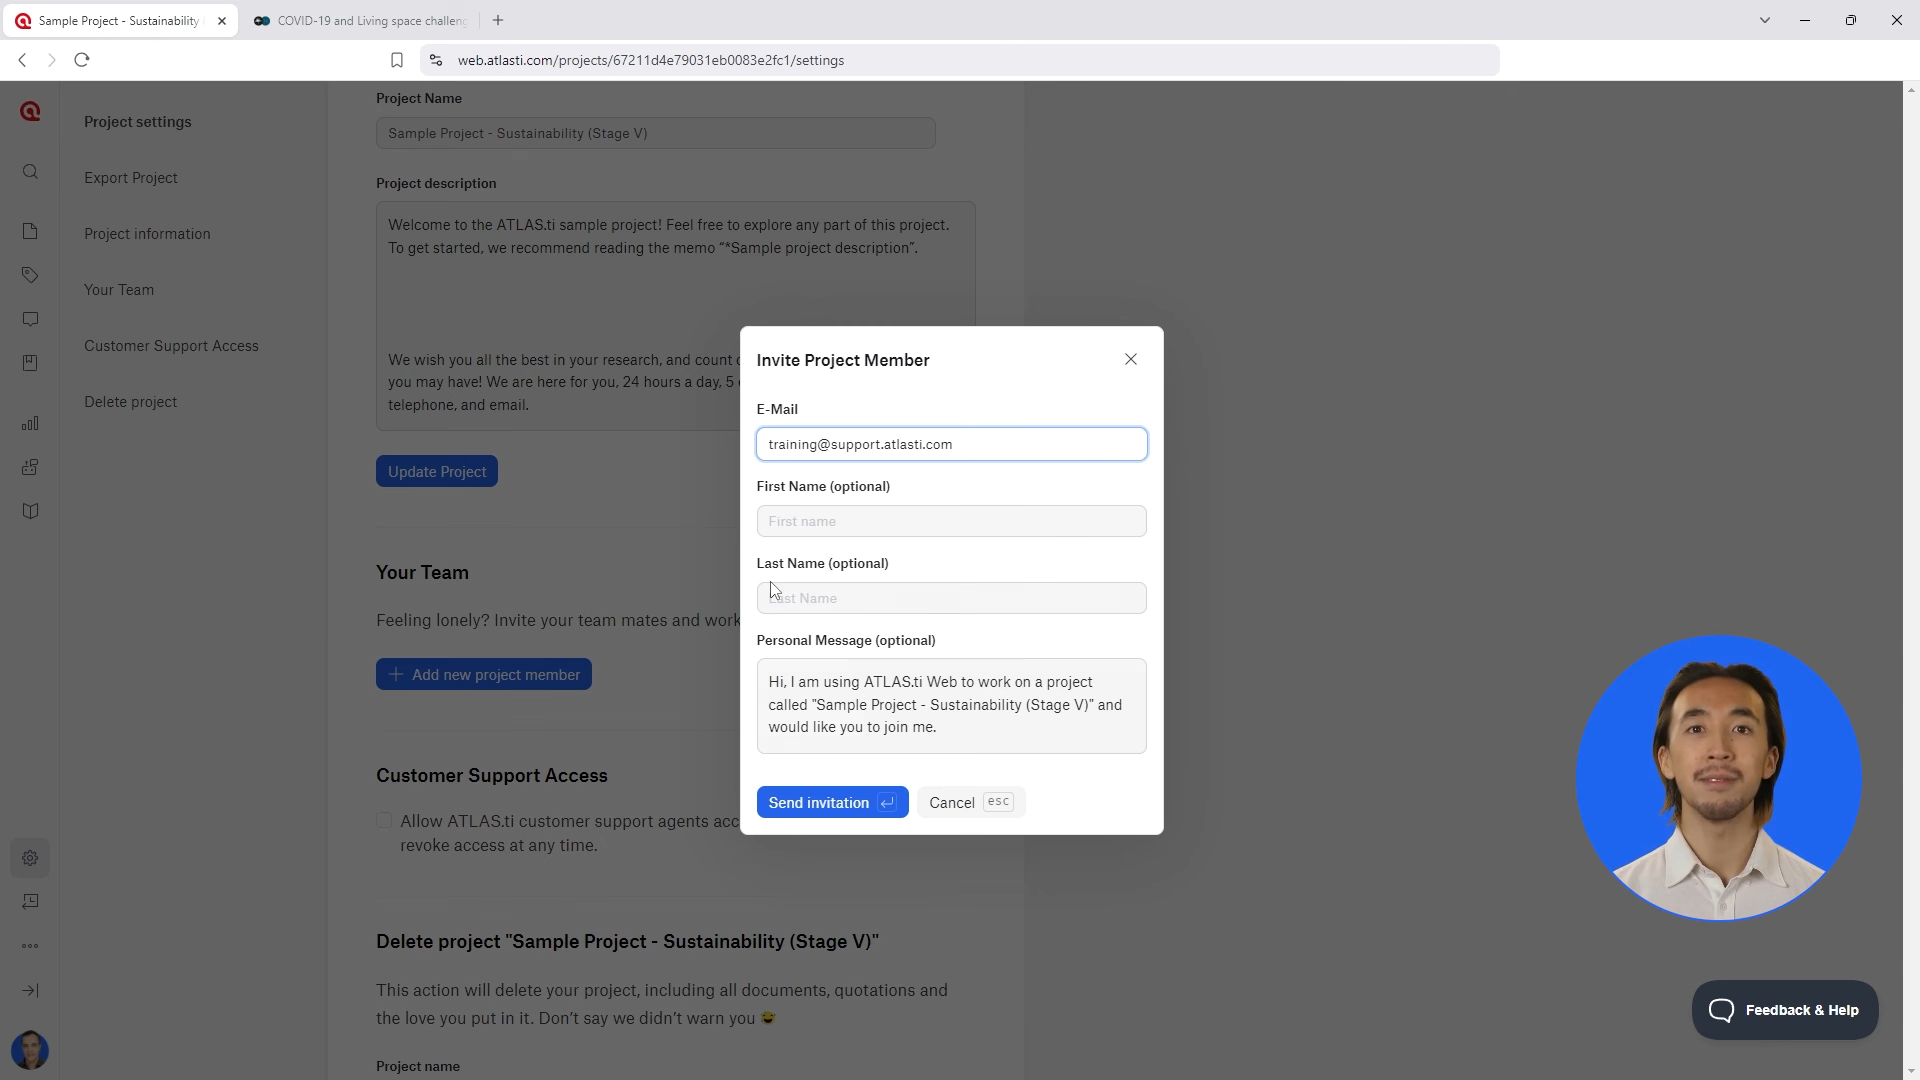 Sample Project - Sustainability
COVID-19 and Living space challeng
web.atlasti.com/projects/67211d4e79031eb0083e2fc1/settings
Project settings
Export Project
Project information
Your Team
Customer Support Access
Delete project
Project Name
Sample Project - Sustainability (Stage V)
Project description
Welcome to the ATLAS.ti sample project! Feel free to explore any part of this project.
To get started, we recommend reading the memo "*Sample project description".
We wish you all the best in your research, and count
you may have! We are here for you, 24 hours a day, 5
telephone, and email.
Update Project
Your Team
Feeling lonely? Invite your team mates and work
+ Add new project member
Customer Support Access
Allow ATLAS.ti customer support agents acc
revoke access at any time.
Delete project "Sample Project - Sustainability (Stage V)"
This action will delete your project, including all documents, quotations and
the love you put in it. Don't say we didn't warn you 😅
Project name
Invite Project Member
E-Mail
training@support.atlasti.com
First Name (optional)
First name
Last Name (optional)
Last Name
Personal Message (optional)
Hi, I am using ATLAS.ti Web to work on a project
called "Sample Project - Sustainability (Stage V)" and
would like you to join me.
Send invitation
Cancel esc
Feedback & Help